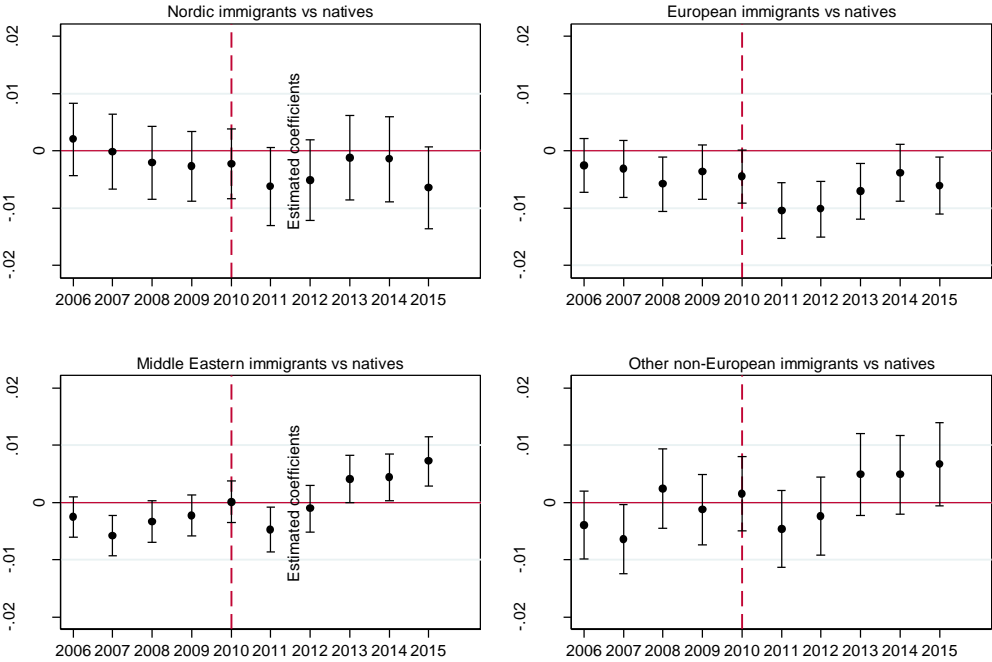 Nordic immigrants vs natives
.02
.01
0
-.01
-.02
Estimated coefficients
2006 2007 2008 2009 2010 2011 2012 2013 2014 2015
European immigrants vs natives
.02
.01
0
-.01
-.02
2006 2007 2008 2009 2010 2011 2012 2013 2014 2015
Middle Eastern immigrants vs natives
.02
.01
0
-.01
-.02
Estimated coefficients
2006 2007 2008 2009 2010 2011 2012 2013 2014 2015
Other non-European immigrants vs natives
.02
.01
0
-.01
-.02
2006 2007 2008 2009 2010 2011 2012 2013 2014 2015